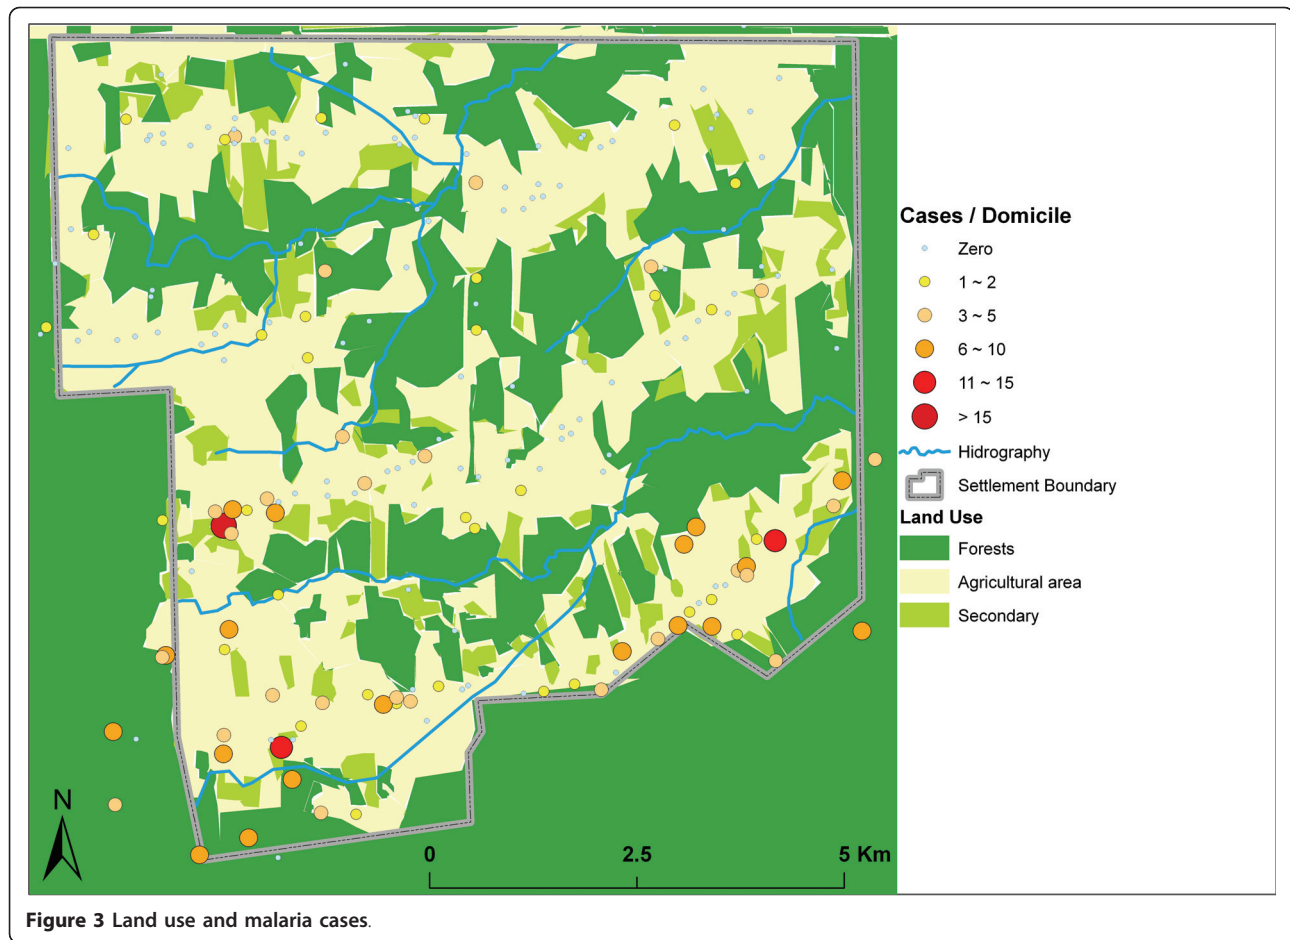 Cases / Domicile
Zero
1 ~ 2
3 ~ 5
6 ~ 10
11 ~ 15
> 15
Hidrography
Settlement Boundary
Land Use
Forests
Agricultural area
Secondary
N
0 2.5 5 Km
Figure 3 Land use and malaria cases.